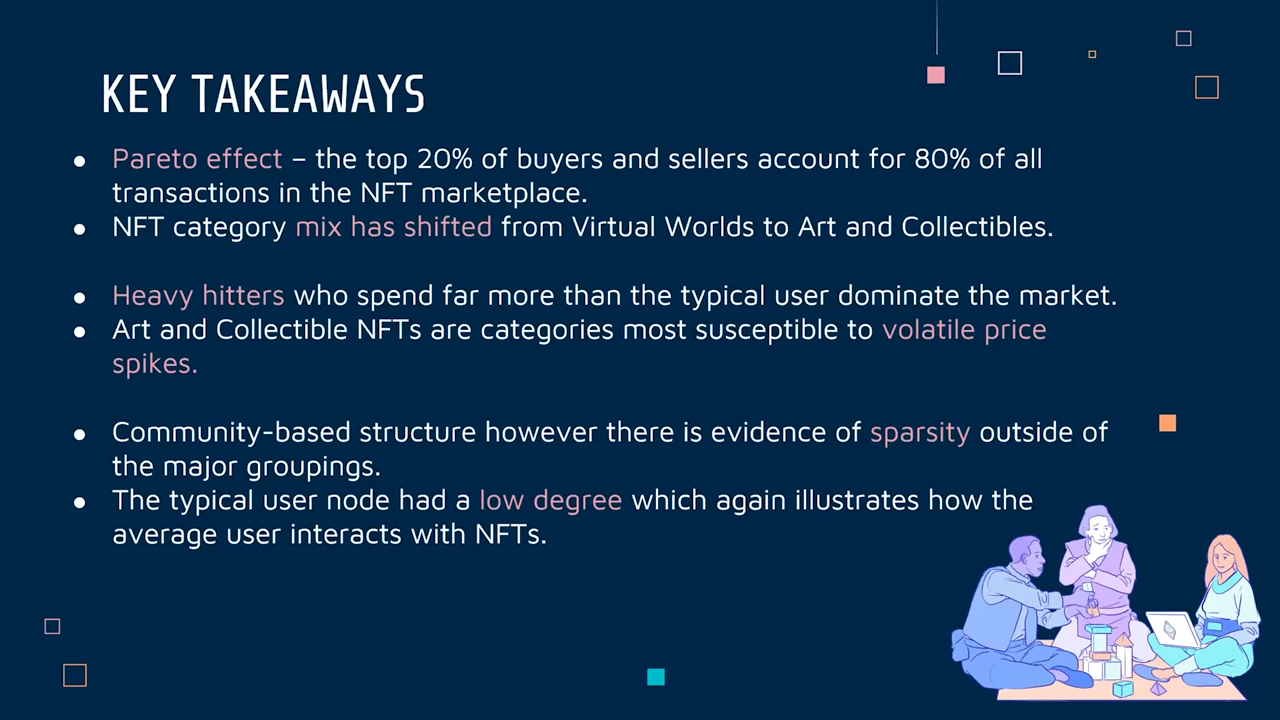 KEY TAKEAWAYS
● Pareto effect – the top 20% of buyers and sellers account for 80% of all
transactions in the NFT marketplace.
● NFT category mix has shifted from Virtual Worlds to Art and Collectibles.
● Heavy hitters who spend far more than the typical user dominate the market.
● Art and Collectible NFTs are categories most susceptible to volatile price
spikes.
● Community-based structure however there is evidence of sparsity outside of
the major groupings.
● The typical user node had a low degree which again illustrates how the
average user interacts with NFTs.